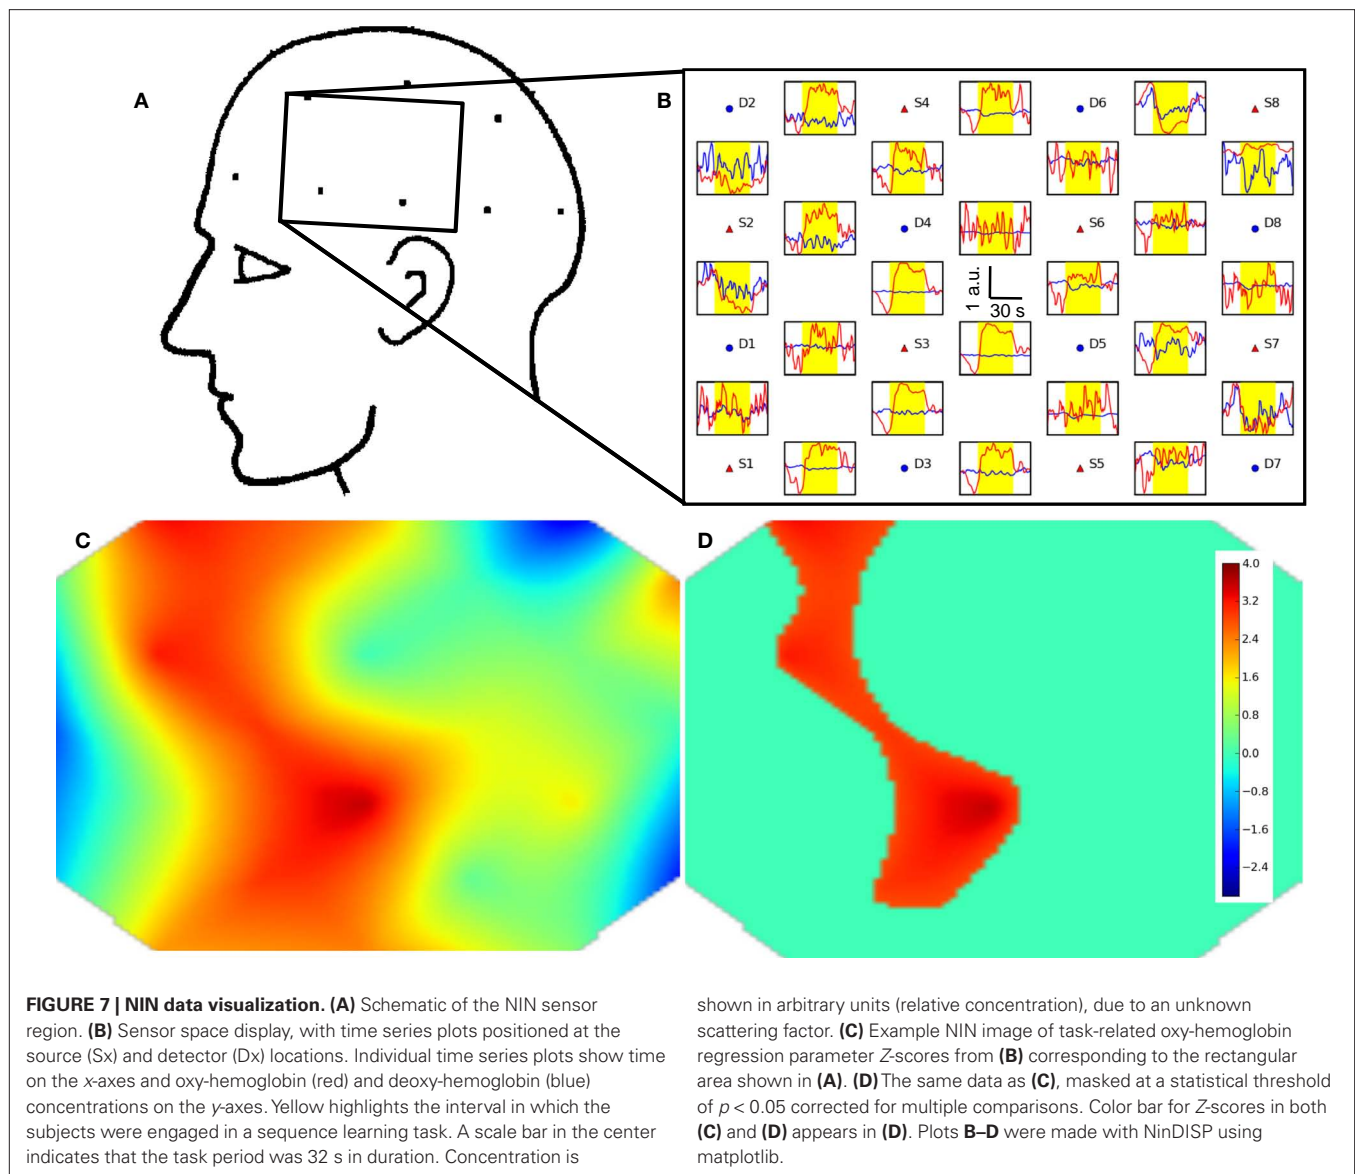 A
B
D2
S4
D6
S8
S2
D4
S6
D8
1 a.u.
30 s
D1
S3
D5
S7
S1
D3
S5
D7
C
D
4.0
3.2
2.4
1.6
0.8
0.0
−0.8
−1.6
−2.4
FIGURE 7 | NIN data visualization. (A) Schematic of the NIN sensor
region. (B) Sensor space display, with time series plots positioned at the
source (Sx) and detector (Dx) locations. Individual time series plots show time
on the x-axes and oxy-hemoglobin (red) and deoxy-hemoglobin (blue)
concentrations on the y-axes. Yellow highlights the interval in which the
subjects were engaged in a sequence learning task. A scale bar in the center
indicates that the task period was 32 s in duration. Concentration is
shown in arbitrary units (relative concentration), due to an unknown
scattering factor. (C) Example NIN image of task-related oxy-hemoglobin
regression parameter Z-scores from (B) corresponding to the rectangular
area shown in (A). (D) The same data as (C), masked at a statistical threshold
of p < 0.05 corrected for multiple comparisons. Color bar for Z-scores in both
(C) and (D) appears in (D). Plots B–D were made with NinDISP using
matplotlib.